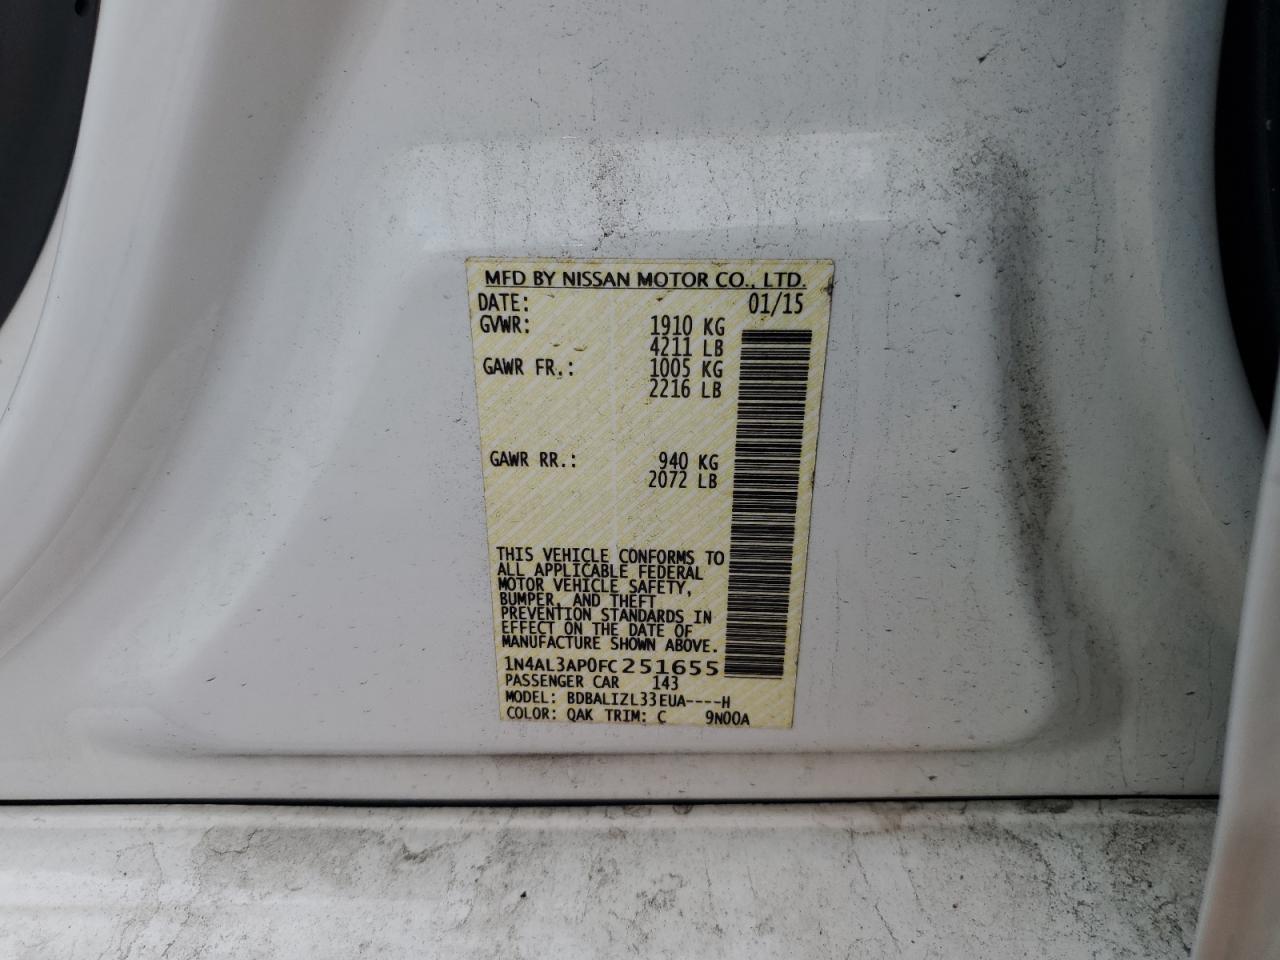 MFD BY NISSAN MOTOR CO., LTD.
DATE: 01/15
GVWR: 1910 KG
4211 LB
GAWR FR.: 1005 KG
2216 LB
GAWR RR.: 940 KG
2072 LB
THIS VEHICLE CONFORMS TO
ALL APPLICABLE FEDERAL
MOTOR VEHICLE SAFETY,
BUMPER, AND THEFT
PREVENTION STANDARDS IN
EFFECT ON THE DATE OF
MANUFACTURE SHOWN ABOVE.
1N4AL3AP0FC251655
PASSENGER CAR 143
MODEL: BDBALIZL33EUA----H
COLOR: QAK TRIM: C 9N00A